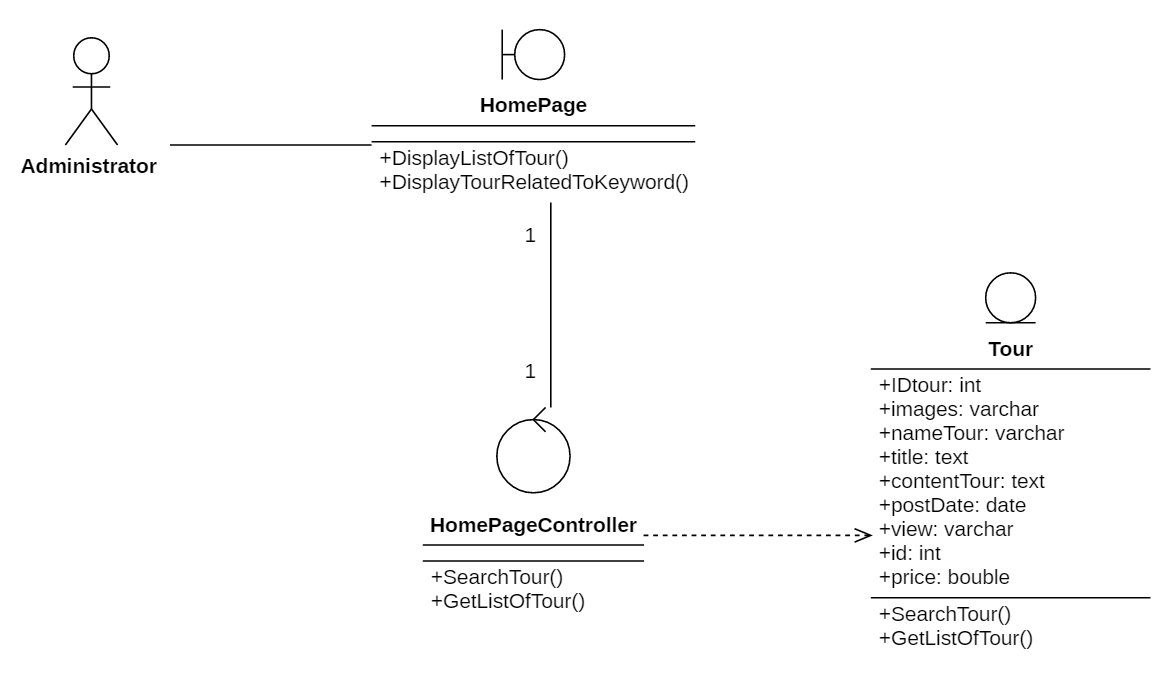 Administrator
HomePage
+DisplayListOfTour()
+DisplayTourRelatedToKeyword()
1
1
HomePageController
+SearchTour()
+GetListOfTour()
Tour
+IDtour: int
+images: varchar
+nameTour: varchar
+title: text
+contentTour: text
+postDate: date
+view: varchar
+id: int
+price: bouble
+SearchTour()
+GetListOfTour()